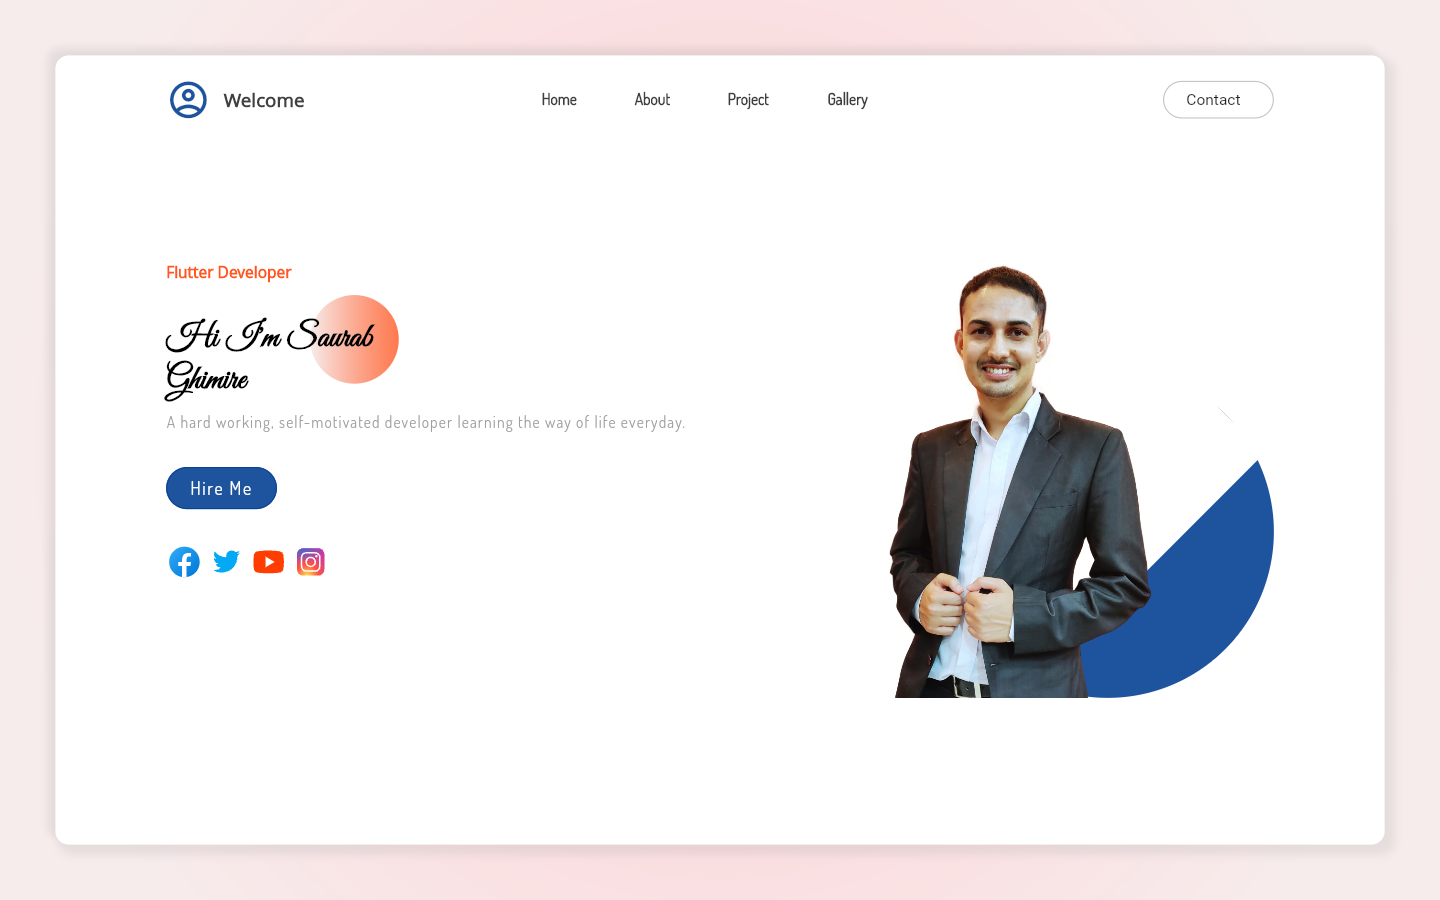 Welcome
Home About Project Gallery
Contact
Flutter Developer
Hi I'm Saurab
Ghimire
A hard working, self-motivated developer learning the way of life everyday.
Hire Me